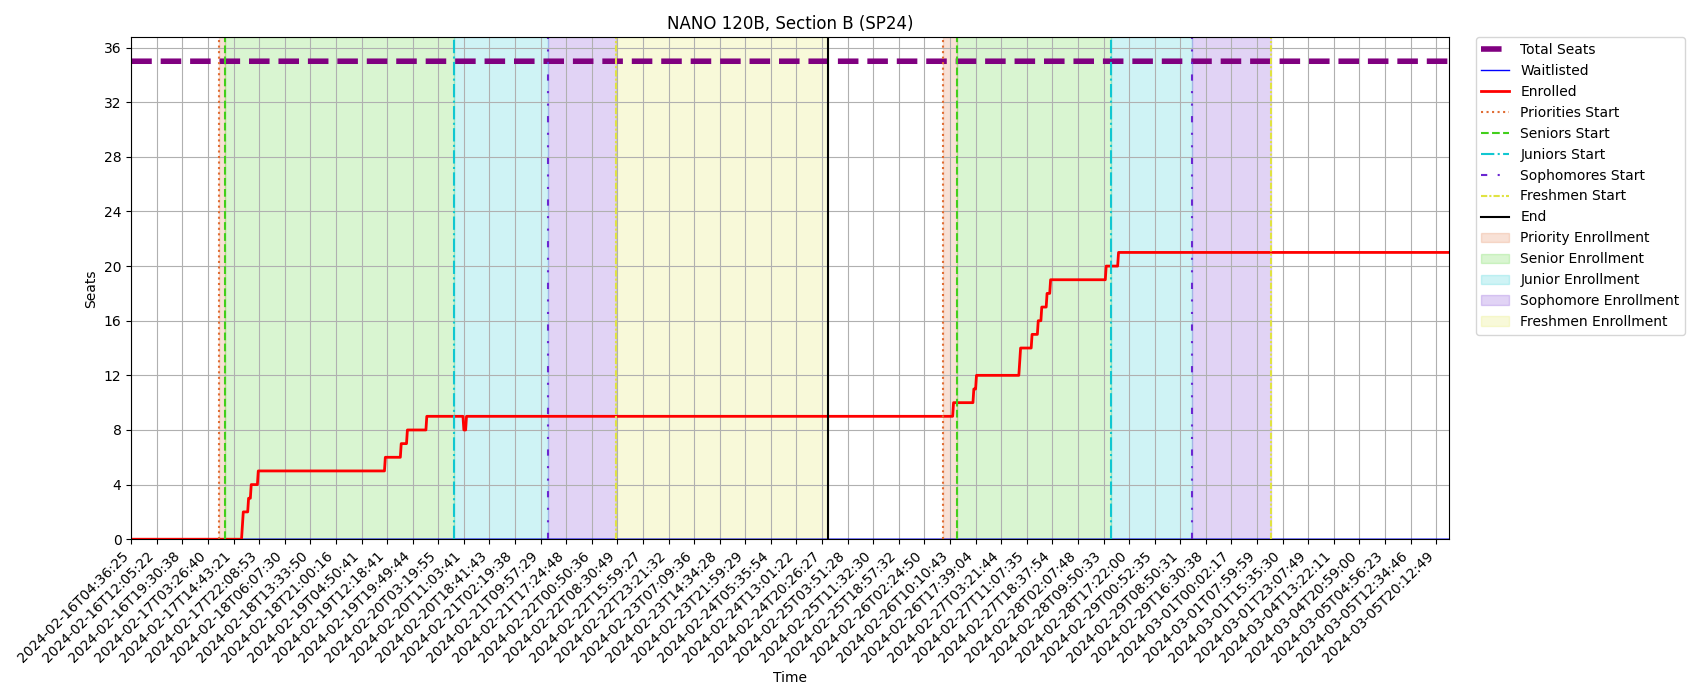 NANO 120B, Section B (SP24)
36
32
28
24
20
16
12
8
4
0
Seats
2024-02-16T04:36:25
2024-02-16T12:05:22
2024-02-16T19:30:38
2024-02-17T03:26:40
2024-02-17T14:43:21
2024-02-17T22:08:53
2024-02-18T06:07:30
2024-02-18T13:33:50
2024-02-18T21:00:16
2024-02-19T04:50:41
2024-02-19T12:18:41
2024-02-19T19:49:44
2024-02-20T03:19:55
2024-02-20T11:03:41
2024-02-20T18:41:43
2024-02-21T02:19:38
2024-02-21T09:57:29
2024-02-21T17:24:48
2024-02-22T00:50:36
2024-02-22T08:30:49
2024-02-22T15:59:27
2024-02-22T23:21:32
2024-02-23T07:09:36
2024-02-23T14:34:28
2024-02-23T21:59:29
2024-02-24T05:35:54
2024-02-24T13:01:22
2024-02-24T20:26:27
2024-02-25T03:51:28
2024-02-25T11:32:30
2024-02-25T18:57:32
2024-02-26T02:24:50
2024-02-26T10:10:43
2024-02-26T17:39:04
2024-02-27T03:21:44
2024-02-27T11:07:35
2024-02-27T18:37:54
2024-02-28T02:07:48
2024-02-28T09:50:33
2024-02-28T17:22:00
2024-02-29T00:52:35
2024-02-29T08:50:31
2024-02-29T16:30:38
2024-03-01T00:02:17
2024-03-01T07:59:59
2024-03-01T15:35:30
2024-03-01T23:07:49
2024-03-04T13:22:11
2024-03-04T20:59:00
2024-03-05T04:56:23
2024-03-05T12:34:46
2024-03-05T20:12:49
Time
Total Seats
Waitlisted
Enrolled
Priorities Start
Seniors Start
Juniors Start
Sophomores Start
Freshmen Start
End
Priority Enrollment
Senior Enrollment
Junior Enrollment
Sophomore Enrollment
Freshmen Enrollment